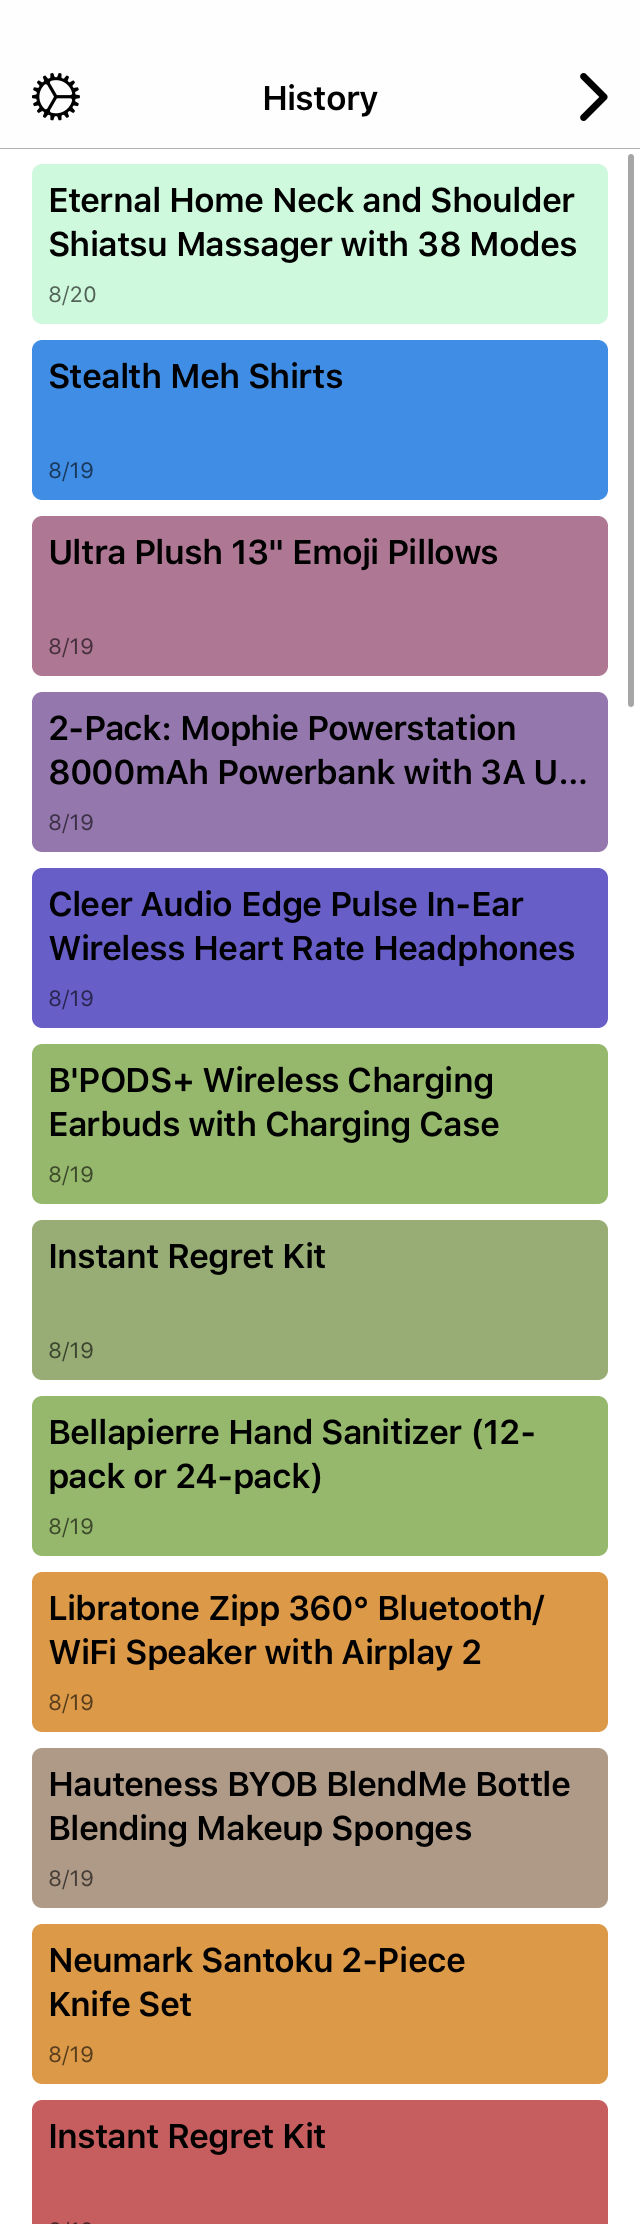 History
Eternal Home Neck and Shoulder
Shiatsu Massager with 38 Modes
8/20
Stealth Meh Shirts
8/19
Ultra Plush 13" Emoji Pillows
8/19
2-Pack: Mophie Powerstation
8000mAh Powerbank with 3A U...
8/19
Cleer Audio Edge Pulse In-Ear
Wireless Heart Rate Headphones
8/19
B'PODS+ Wireless Charging
Earbuds with Charging Case
8/19
Instant Regret Kit
8/19
Bellapierre Hand Sanitizer (12-
pack or 24-pack)
8/19
Libratone Zipp 360° Bluetooth/
WiFi Speaker with Airplay 2
8/19
Hauteness BYOB BlendMe Bottle
Blending Makeup Sponges
8/19
Neumark Santoku 2-Piece
Knife Set
8/19
Instant Regret Kit